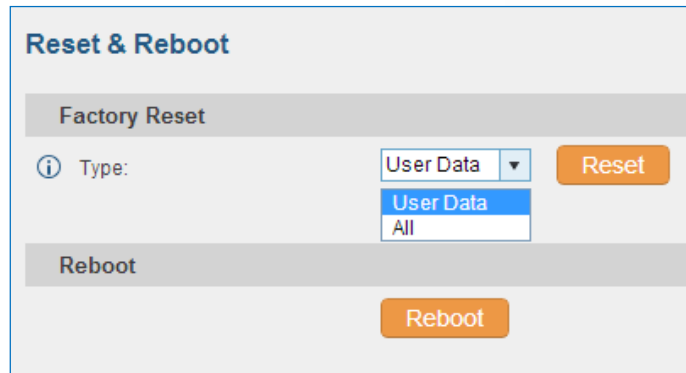 Reset & Reboot
Factory Reset
Type: User Data Reset
User Data
All
Reboot
Reboot